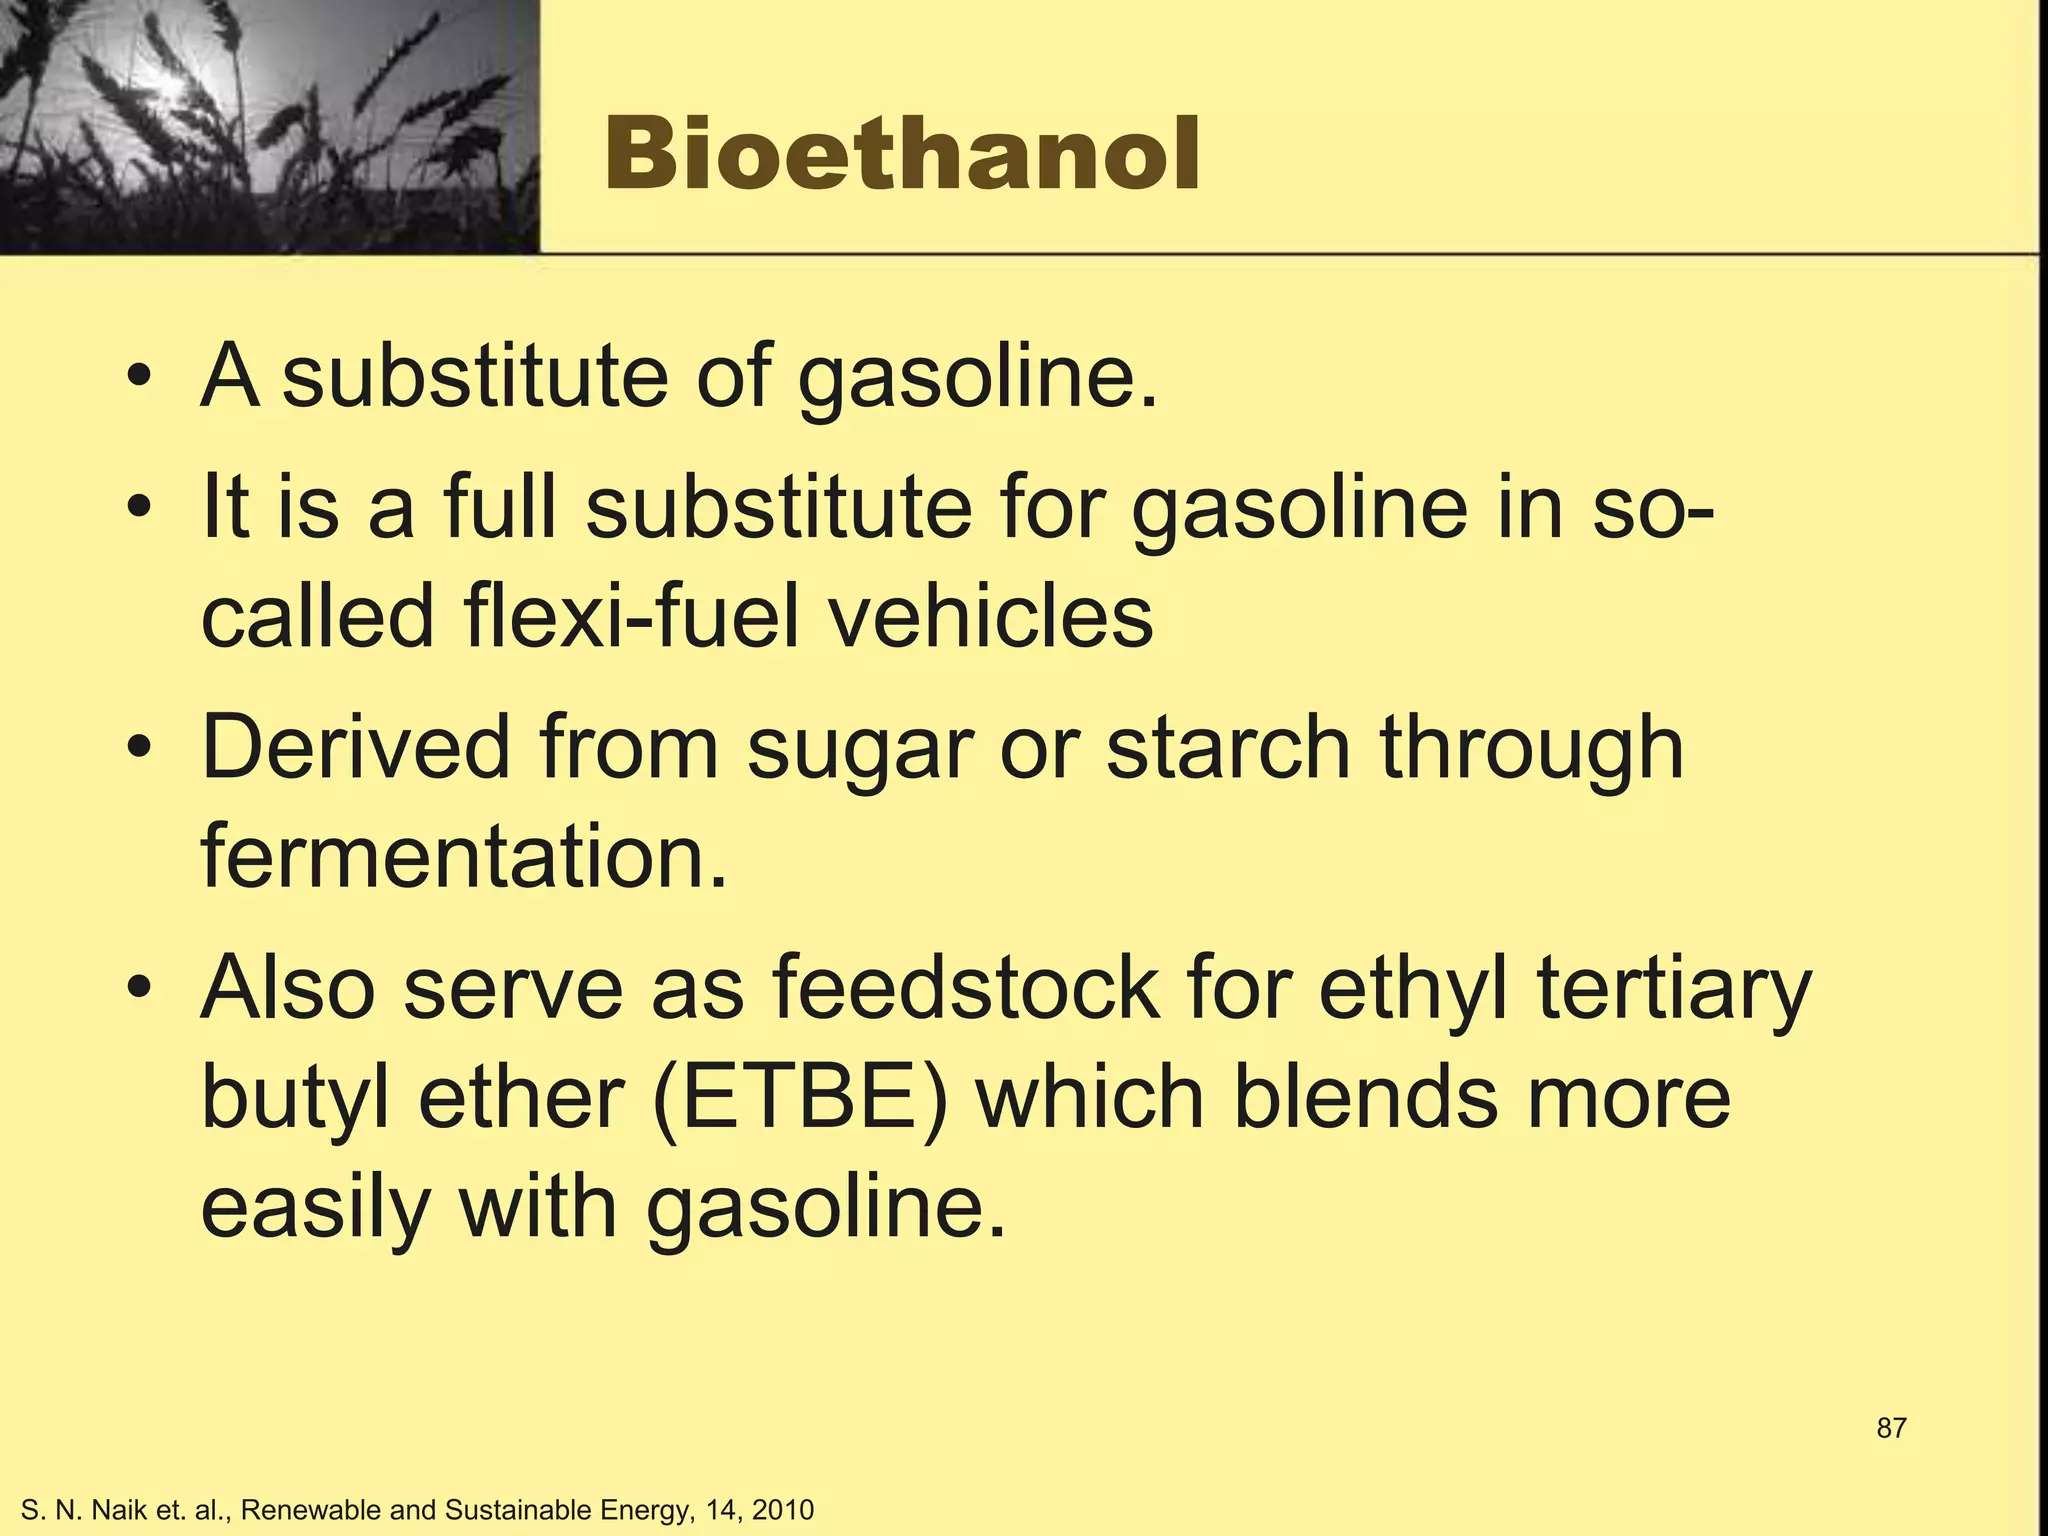 Bioethanol
• A substitute of gasoline.
• It is a full substitute for gasoline in so-
called flexi-fuel vehicles
• Derived from sugar or starch through
fermentation.
• Also serve as feedstock for ethyl tertiary
butyl ether (ETBE) which blends more
easily with gasoline.
87
S. N. Naik et. al., Renewable and Sustainable Energy, 14, 2010